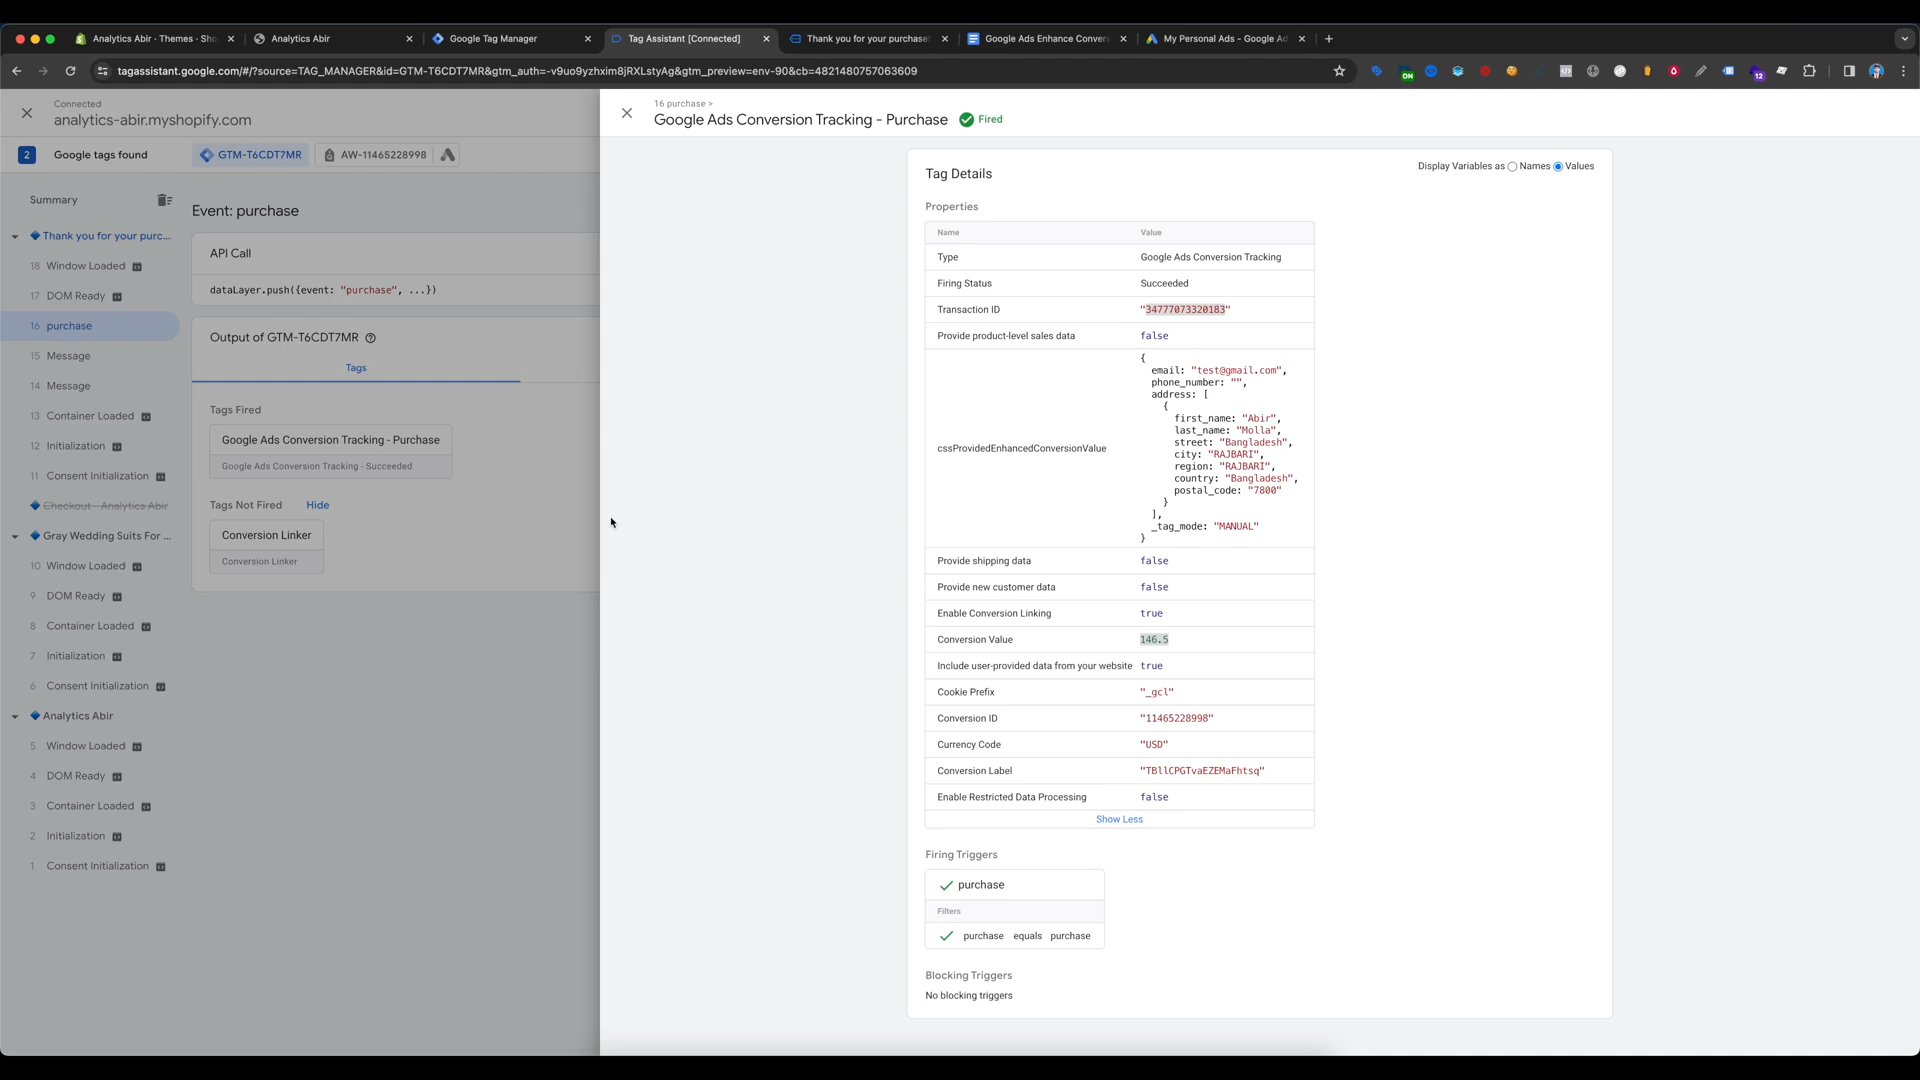 Analytics Abir · Themes · Sho
Analytics Abir
Google Tag Manager
Tag Assistant [Connected]
Thank you for your purchase!
Google Ads Enhance Convers
My Personal Ads - Google Ad
tagassistant.google.com/#/?source=TAG_MANAGER&id=GTM-T6CDT7MR&gtm_auth=-v9uo9yzhxim8jRXLstyAg&gtm_preview=env-90&cb=4821480757063609
ON
12
Connected
analytics-abir.myshopify.com
2
Google tags found
GTM-T6CDT7MR
AW-11465228998
Summary
Thank you for your purc...
18 Window Loaded
17 DOM Ready
16 purchase
15 Message
14 Message
13 Container Loaded
12 Initialization
11 Consent Initialization
Checkout - Analytics Abir
Gray Wedding Suits For ...
10 Window Loaded
9 DOM Ready
8 Container Loaded
7 Initialization
6 Consent Initialization
Analytics Abir
5 Window Loaded
4 DOM Ready
3 Container Loaded
2 Initialization
1 Consent Initialization
Event: purchase
API Call
dataLayer.push({event: "purchase", ...})
Output of GTM-T6CDT7MR
Tags
Tags Fired
Google Ads Conversion Tracking - Purchase
Google Ads Conversion Tracking - Succeeded
Tags Not Fired Hide
Conversion Linker
Conversion Linker
16 purchase >
Google Ads Conversion Tracking - Purchase Fired
Tag Details
Display Variables as Names Values
Properties
Name Value
Type Google Ads Conversion Tracking
Firing Status Succeeded
Transaction ID "34777073320183"
Provide product-level sales data false
cssProvidedEnhancedConversionValue
{
email: "test@gmail.com",
phone_number: "",
address: [
{
first_name: "Abir",
last_name: "Molla",
street: "Bangladesh",
city: "RAJBARI",
region: "RAJBARI",
country: "Bangladesh",
postal_code: "7800"
}
],
_tag_mode: "MANUAL"
}
Provide shipping data false
Provide new customer data false
Enable Conversion Linking true
Conversion Value 146.5
Include user-provided data from your website true
Cookie Prefix "_gcl"
Conversion ID "11465228998"
Currency Code "USD"
Conversion Label "TBllCPGTvaEZEMaFhtsq"
Enable Restricted Data Processing false
Show Less
Firing Triggers
purchase
Filters
purchase equals purchase
Blocking Triggers
No blocking triggers